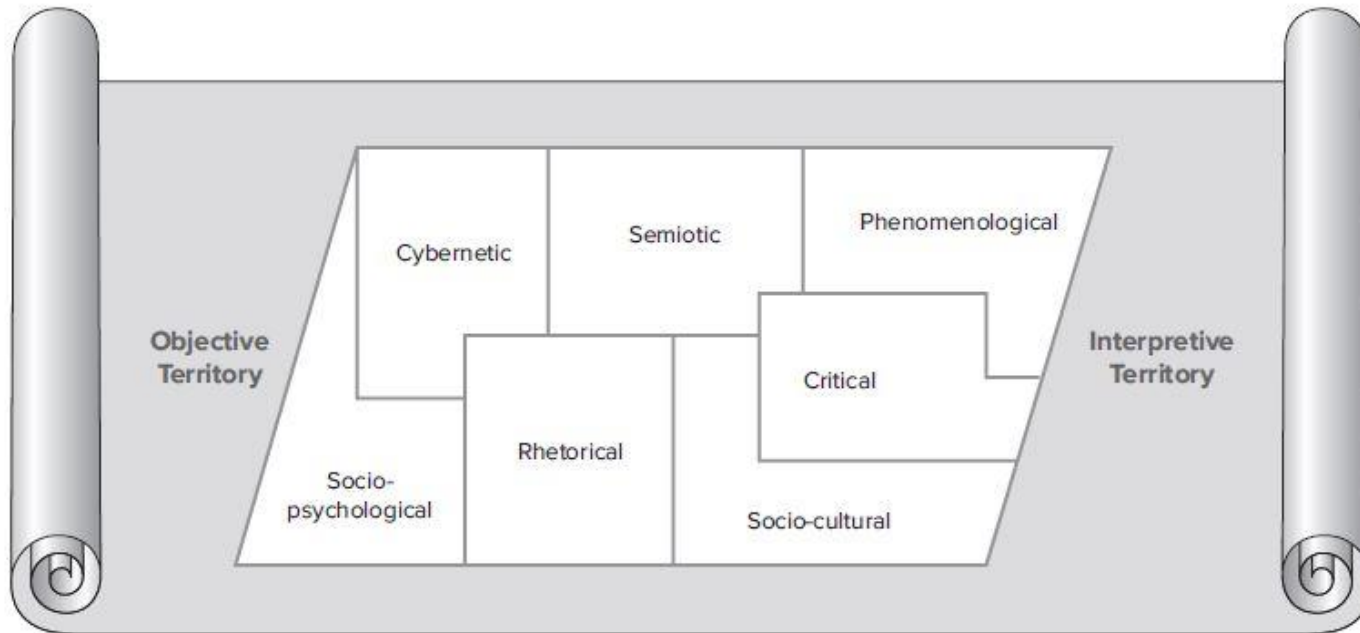 Phenomenological
Semiotic
Cybernetic
Objective
Territory
Interpretive
Territory
Critical
Rhetorical
Socio-
psychological
Socio-cultural